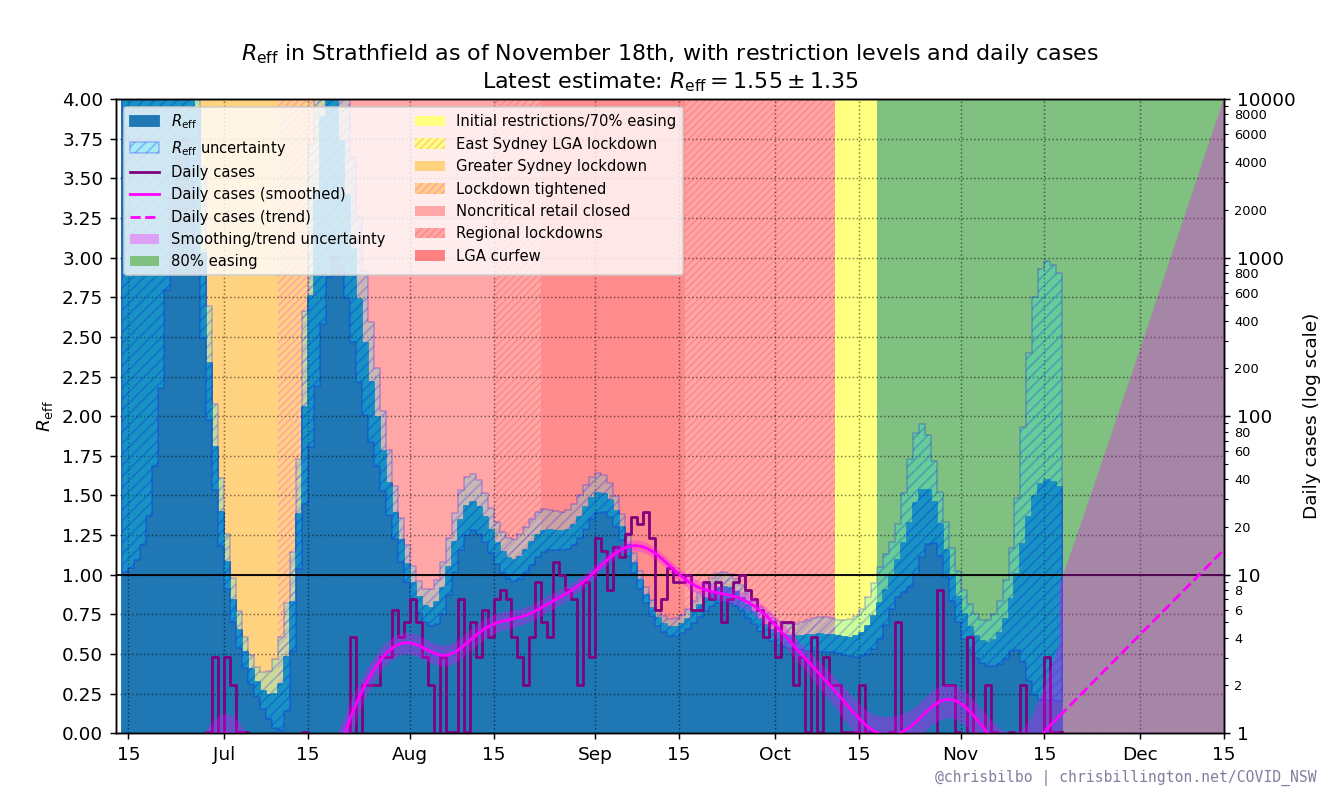 Reff in Strathfield as of November 18th, with restriction levels and daily cases
Latest estimate: Reff = 1.55 ± 1.35
Reff
Reff uncertainty
Daily cases
Daily cases (smoothed)
Daily cases (trend)
Smoothing/trend uncertainty
80% easing
Initial restrictions/70% easing
East Sydney LGA lockdown
Greater Sydney lockdown
Lockdown tightened
Noncritical retail closed
Regional lockdowns
LGA curfew
Reff
4.00
3.75
3.50
3.25
3.00
2.75
2.50
2.25
2.00
1.75
1.50
1.25
1.00
0.75
0.50
0.25
0.00
15 Jul 15 Aug 15 Sep 15 Oct 15 Nov 15 Dec 15
10000
8000
6000
4000
2000
1000
800
600
400
200
100
80
60
40
20
10
8
6
4
2
1
Daily cases (log scale)
@chrisbilbo | chrisbillington.net/COVID_NSW